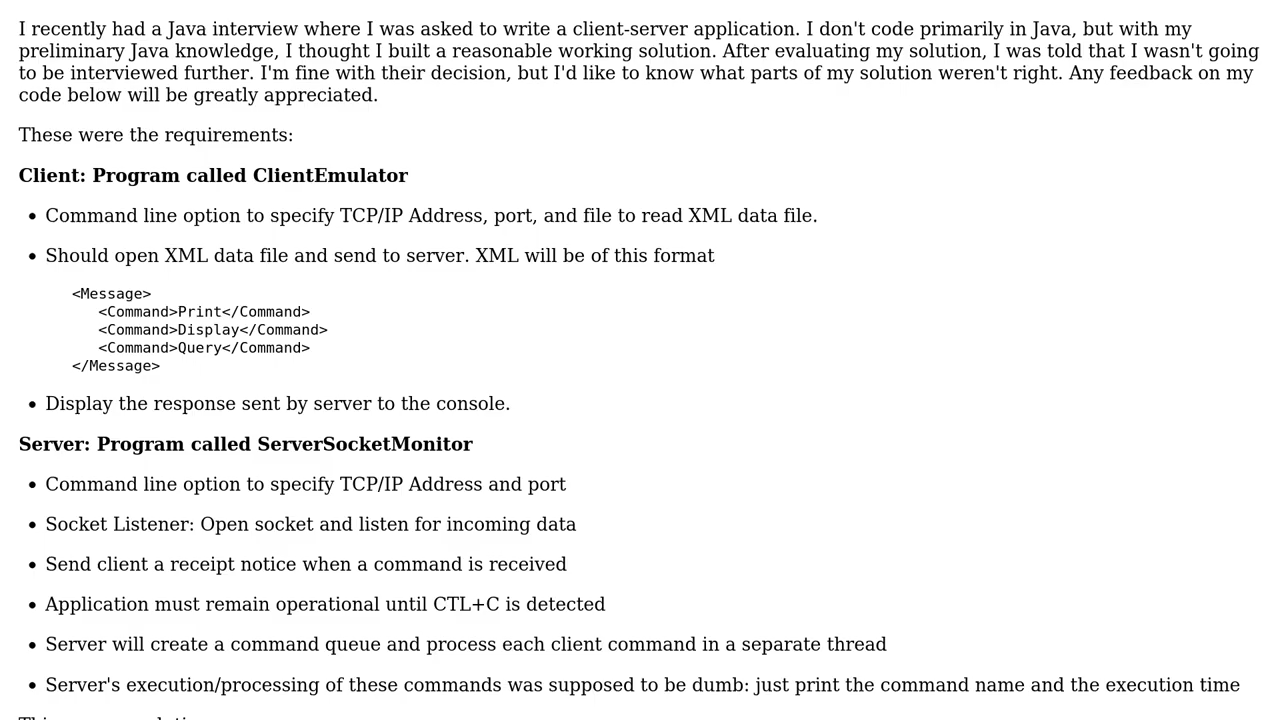 I recently had a Java interview where I was asked to write a client-server application. I don't code primarily in Java, but with my
preliminary Java knowledge, I thought I built a reasonable working solution. After evaluating my solution, I was told that I wasn't going
to be interviewed further. I'm fine with their decision, but I'd like to know what parts of my solution weren't right. Any feedback on my
code below will be greatly appreciated.
These were the requirements:
Client: Program called ClientEmulator
• Command line option to specify TCP/IP Address, port, and file to read XML data file.
• Should open XML data file and send to server. XML will be of this format
<Message>
<Command>Print</Command>
<Command>Display</Command>
<Command>Query</Command>
</Message>
• Display the response sent by server to the console.
Server: Program called ServerSocketMonitor
• Command line option to specify TCP/IP Address and port
• Socket Listener: Open socket and listen for incoming data
• Send client a receipt notice when a command is received
• Application must remain operational until CTL+C is detected
• Server will create a command queue and process each client command in a separate thread
• Server's execution/processing of these commands was supposed to be dumb: just print the command name and the execution time